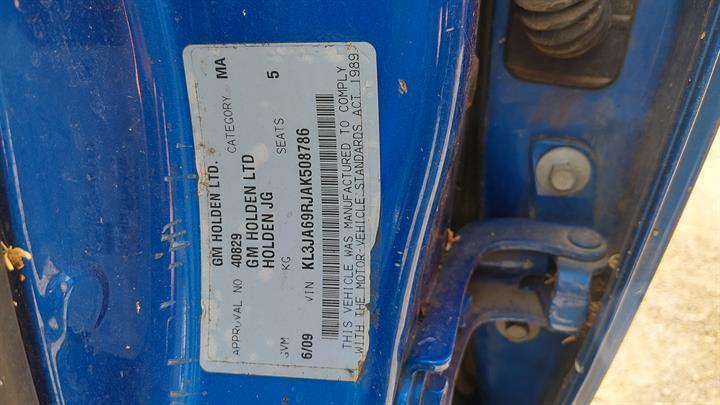 GM HOLDEN LTD.
APPROVAL NO 40829 CATEGORY MA
GM HOLDEN LTD
HOLDEN JG
GVM KG SEATS 5
6/09 VIN KL3JA69RJAK508786
THIS VEHICLE WAS MANUFACTURED TO COMPLY
WITH THE MOTOR VEHICLE STANDARDS ACT 1989.